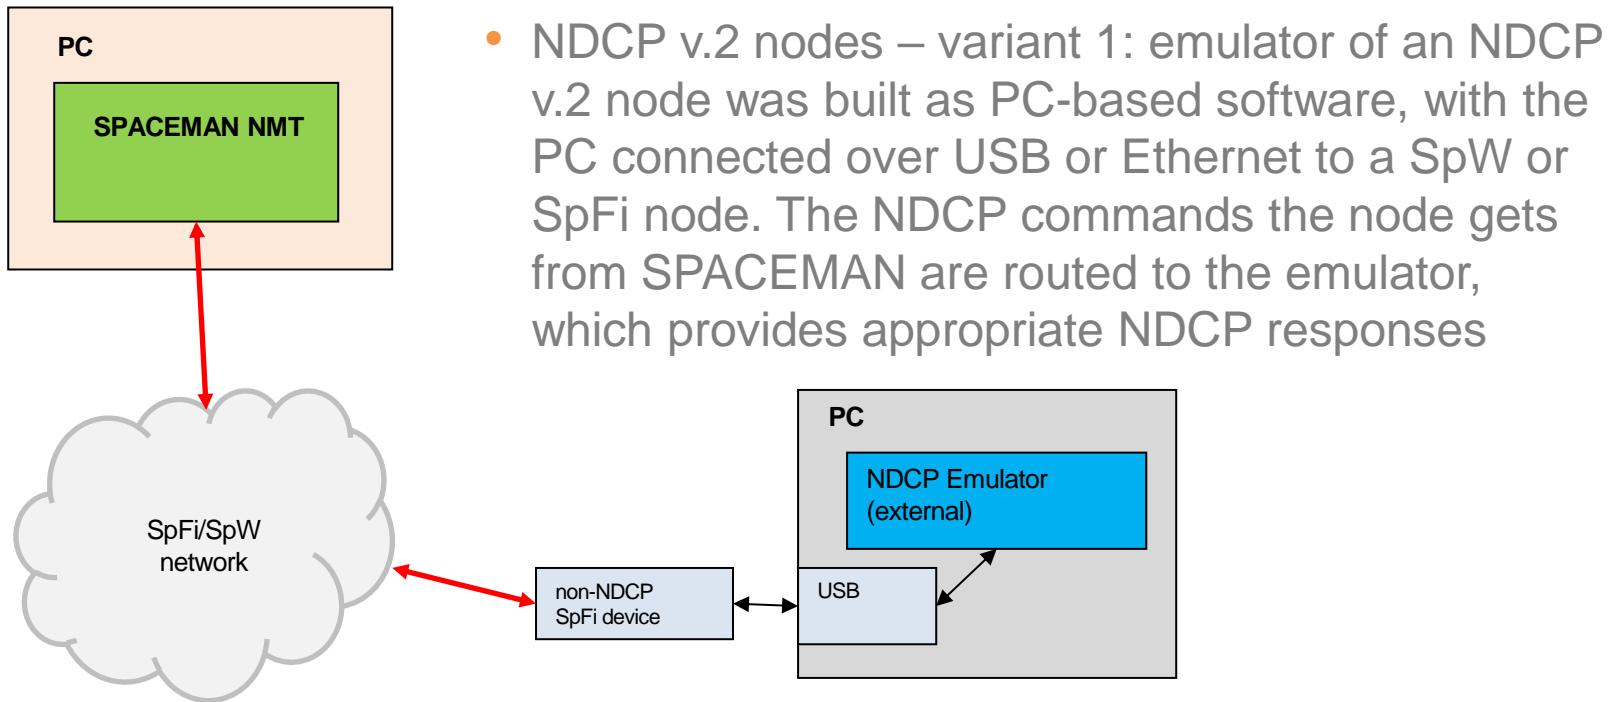 PC
SPACEMAN NMT
• NDCP v.2 nodes – variant 1: emulator of an NDCP
v.2 node was built as PC-based software, with the
PC connected over USB or Ethernet to a SpW or
SpFi node. The NDCP commands the node gets
from SPACEMAN are routed to the emulator,
which provides appropriate NDCP responses
SpFi/SpW
network
non-NDCP
SpFi device
PC
NDCP Emulator
(external)
USB